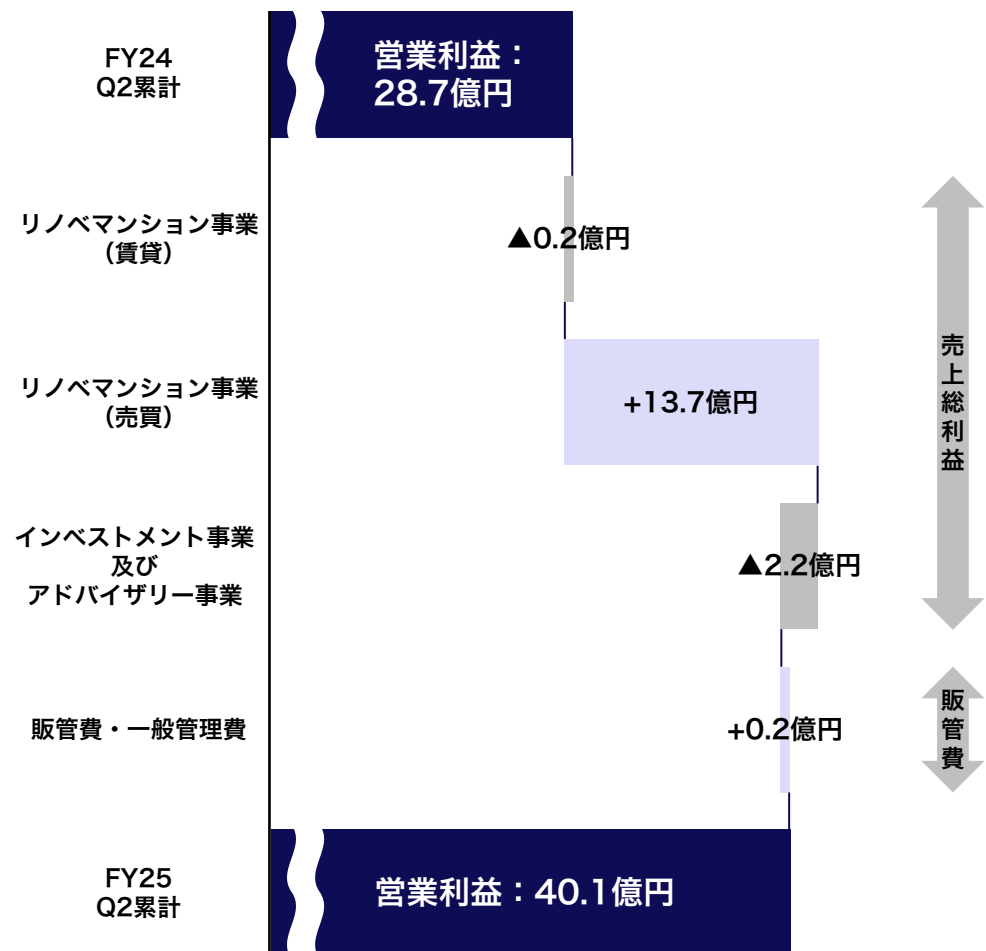 FY24
Q2累計
営業利益：
28.7億円
リノベマンション事業
（賃貸）
▲0.2億円
リノベマンション事業
（売買）
+13.7億円
インベストメント事業
及び
アドバイザリー事業
▲2.2億円
売上総利益
販管費・一般管理費
+0.2億円
販管費
FY25
Q2累計
営業利益：40.1億円